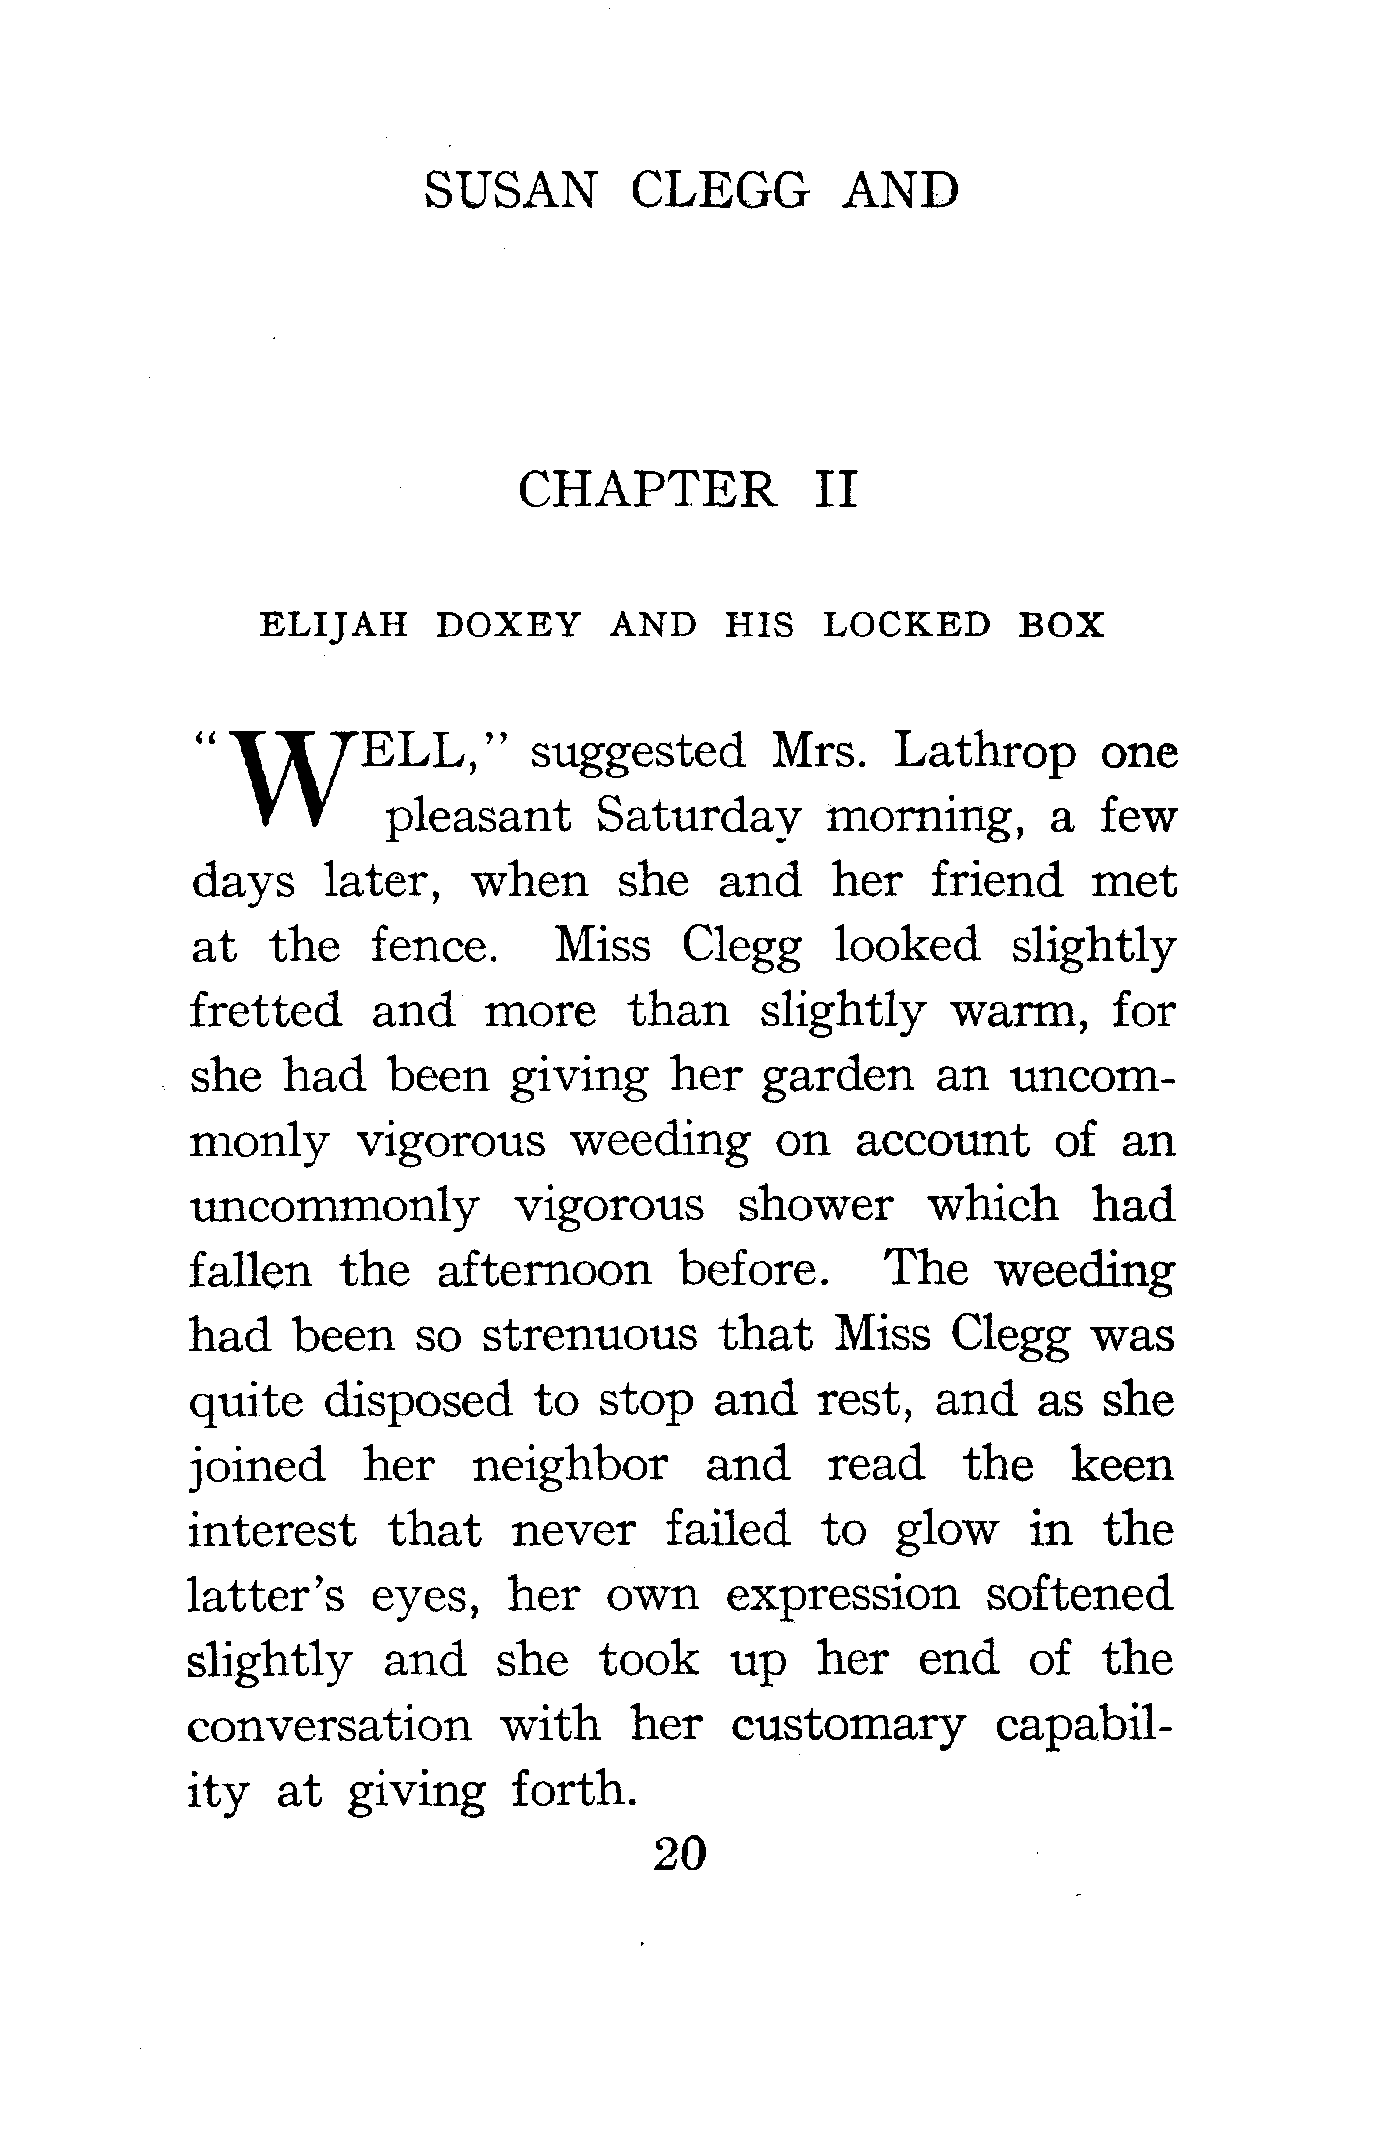 SUSAN CLEGG AND
CHAPTER II
ELIJAH DOXEY AND HIS LOCKED BOX
"WELL," suggested Mrs. Lathrop one
pleasant Saturday morning, a few
days later, when she and her friend met
at the fence. Miss Clegg looked slightly
fretted and more than slightly warm, for
she had been giving her garden an uncom-
monly vigorous weeding on account of an
uncommonly vigorous shower which had
fallen the afternoon before. The weeding
had been so strenuous that Miss Clegg was
quite disposed to stop and rest, and as she
joined her neighbor and read the keen
interest that never failed to glow in the
latter's eyes, her own expression softened
slightly and she took up her end of the
conversation with her customary capabil-
ity at giving forth.
20